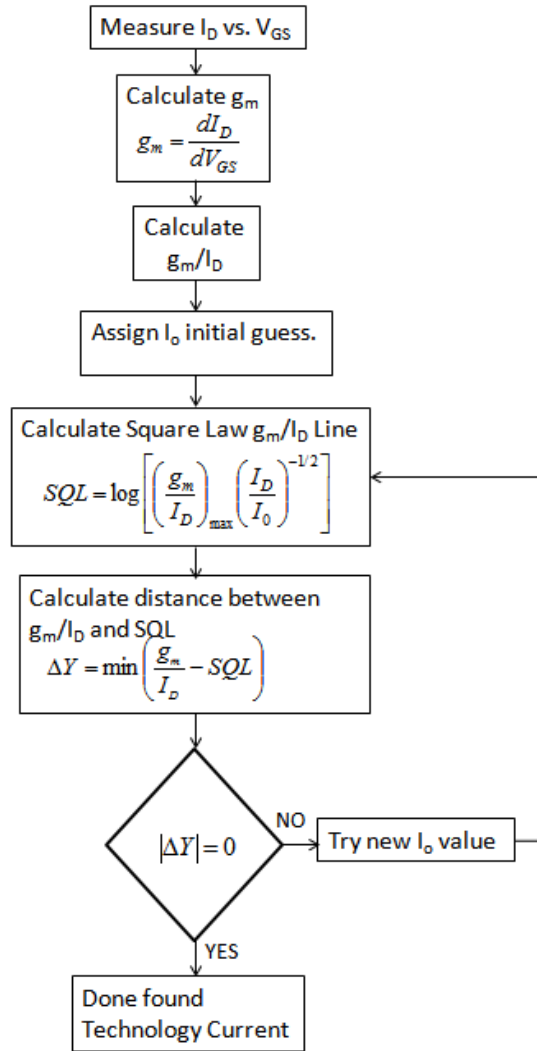 Measure I_D vs. V_GS
Calculate g_m
g_m = dI_D/dV_GS
Calculate
g_m/I_D
Assign I_o initial guess.
Calculate Square Law g_m/I_D Line
SQL = log[(g_m/I_D)_max (I_D/I_0)^(-1/2)]
Calculate distance between
g_m/I_D and SQL
ΔY = min(g_m/I_D - SQL)
|ΔY| = 0
NO
Try new I_o value
YES
Done found
Technology Current